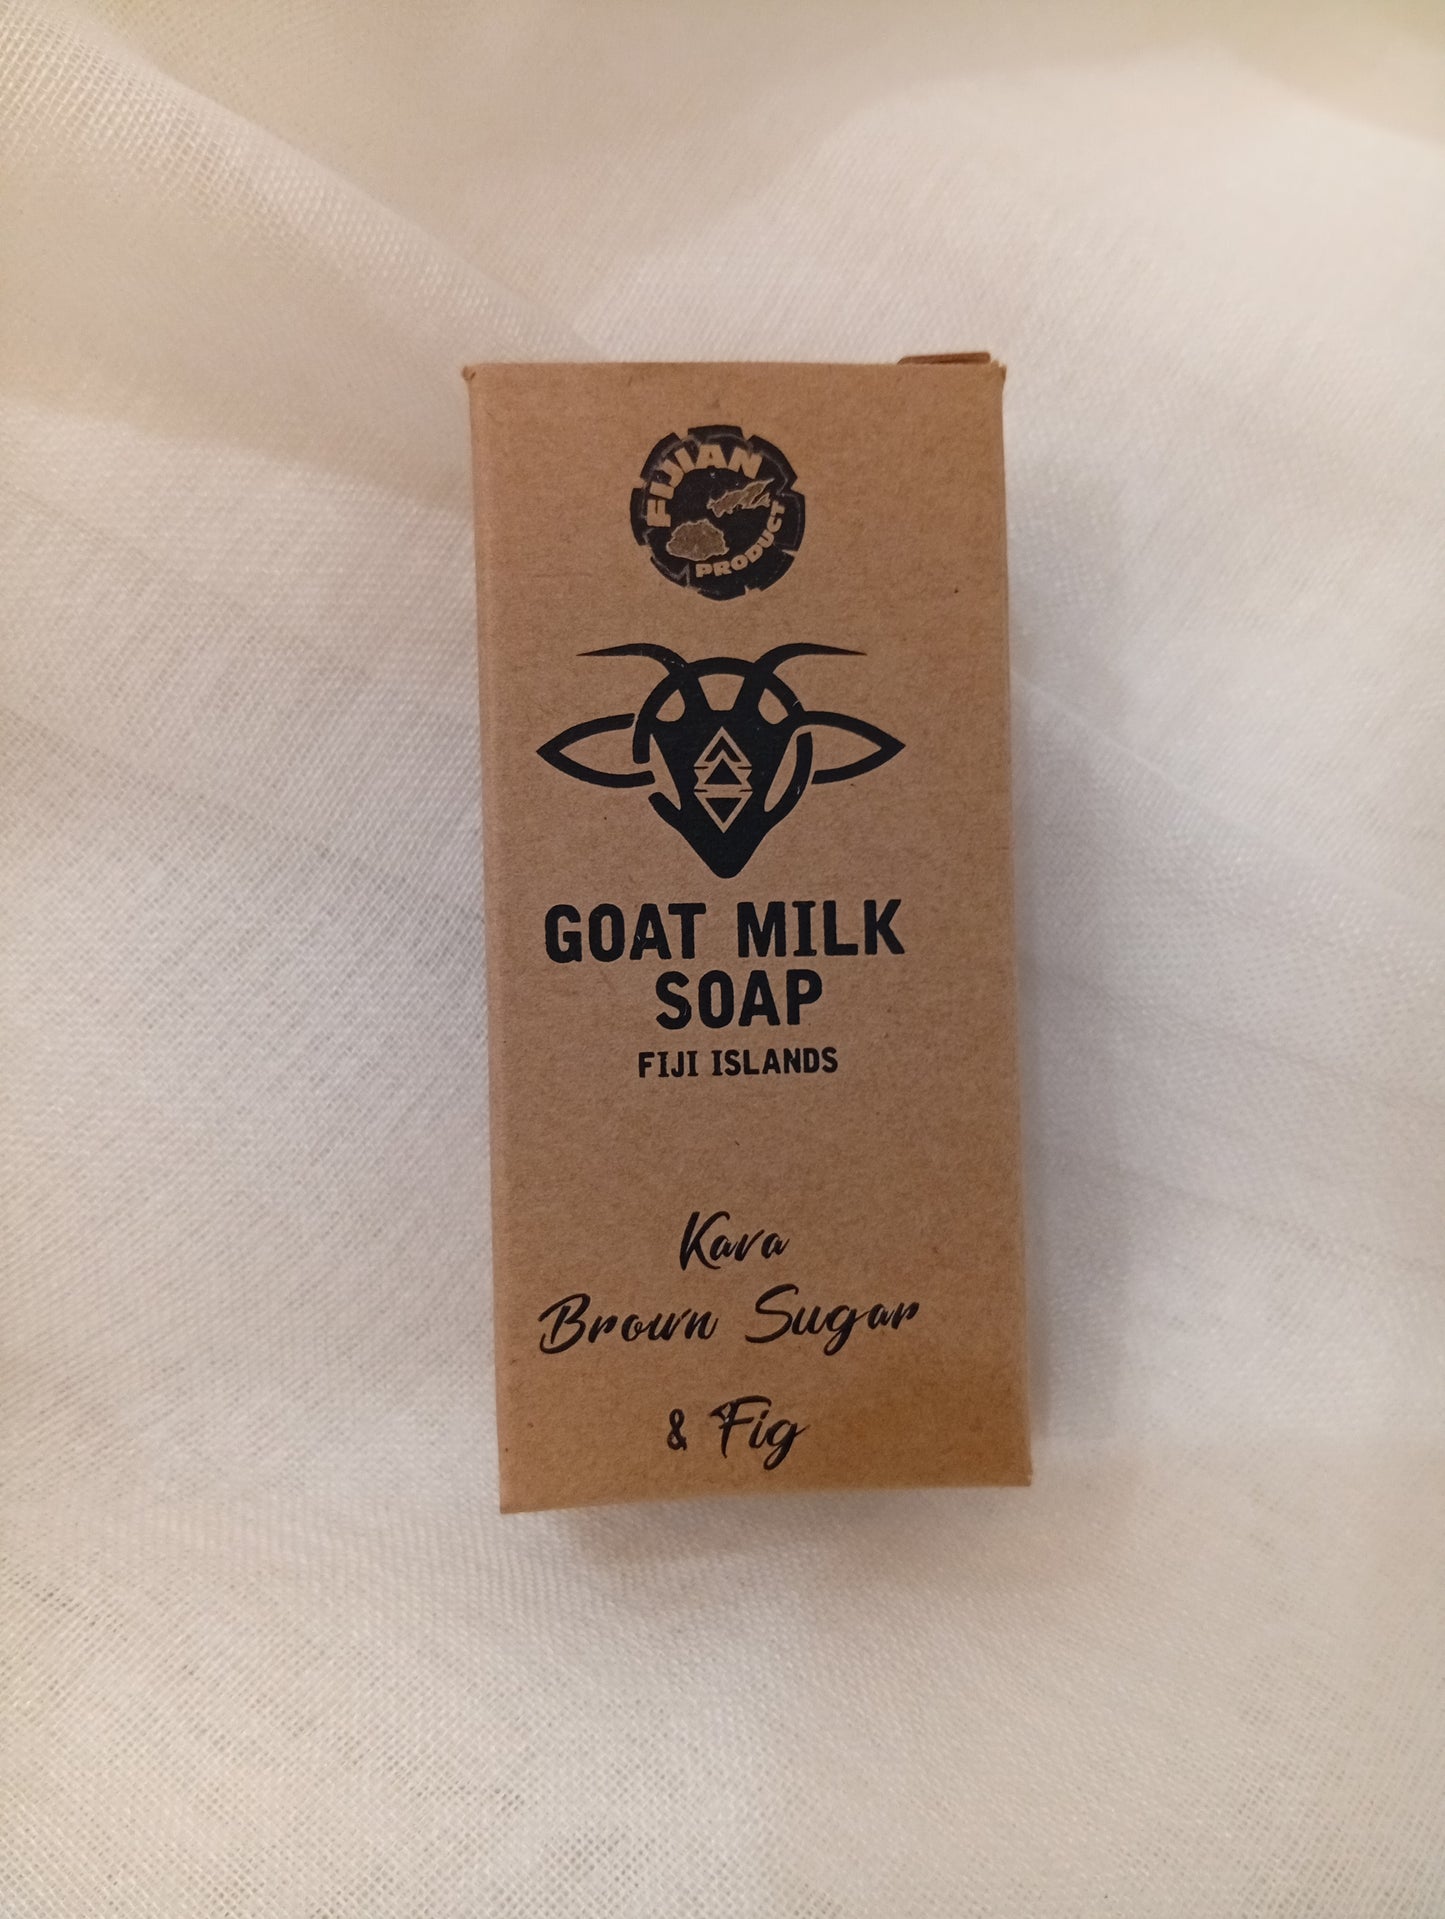 FIJIAN
PRODUCT
GOAT MILK
SOAP
FIJI ISLANDS
Kava
Brown Sugar
& Fig